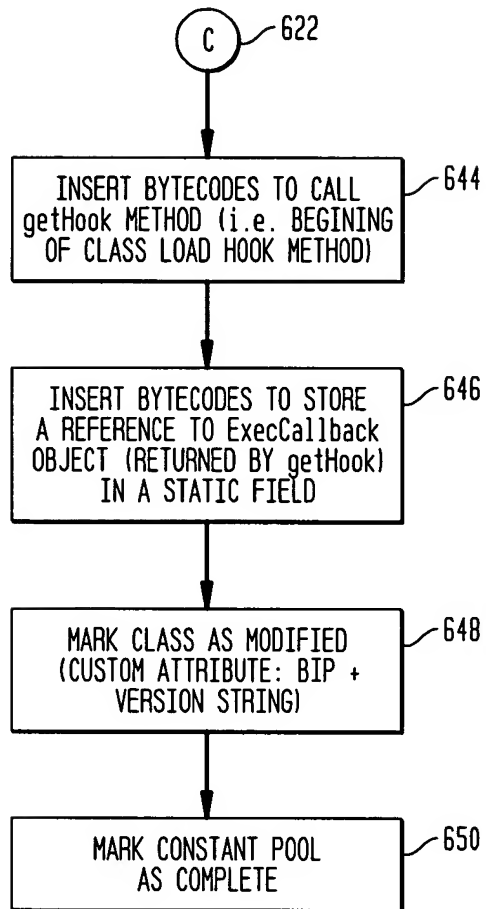 C
622
INSERT BYTECODES TO CALL
getHook METHOD (i.e. BEGINING
OF CLASS LOAD HOOK METHOD)
644
INSERT BYTECODES TO STORE
A REFERENCE TO ExecCallback
OBJECT (RETURNED BY getHook)
IN A STATIC FIELD
646
MARK CLASS AS MODIFIED
(CUSTOM ATTRIBUTE: BIP +
VERSION STRING)
648
MARK CONSTANT POOL
AS COMPLETE
650